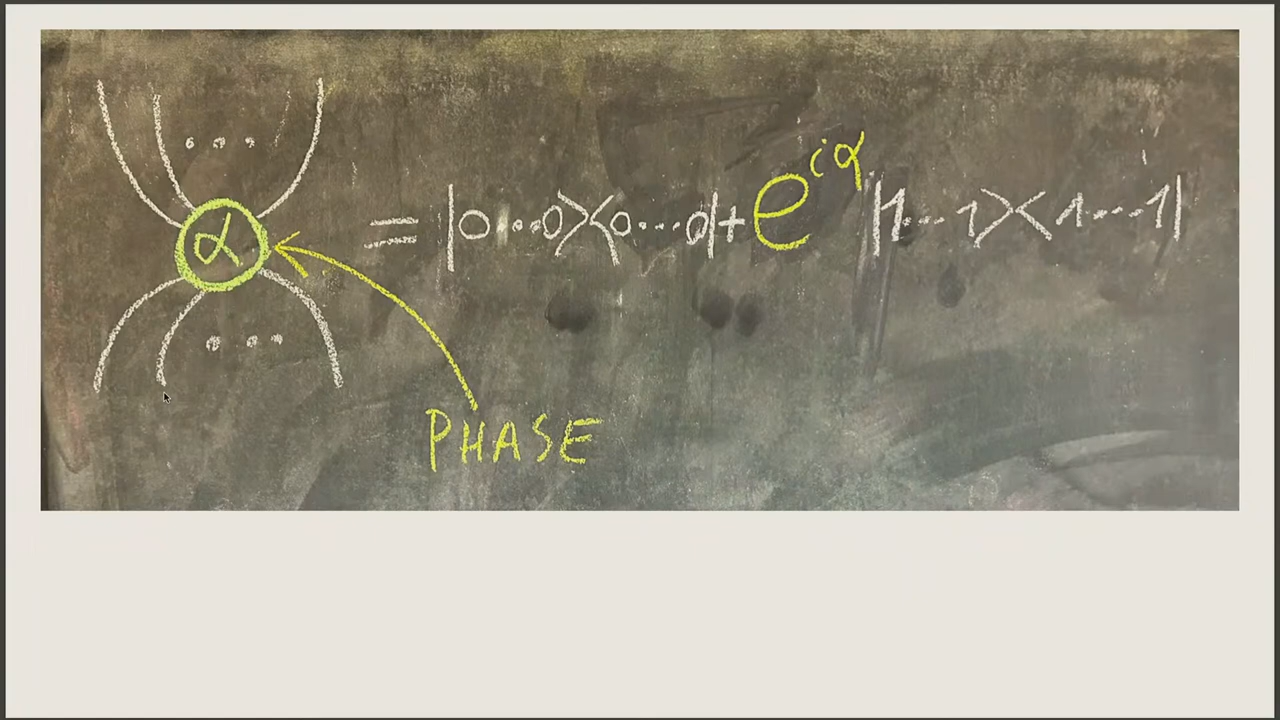 α = |0...0⟩⟨0...0| + e^{iα} |1...1⟩⟨1...1|
PHASE